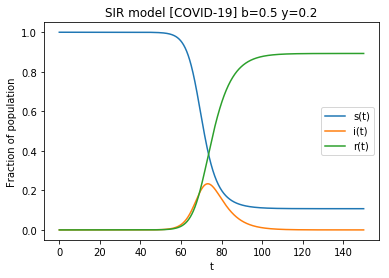 SIR model [COVID-19] b=0.5 y=0.2
Fraction of population
1.0
0.8
0.6
0.4
0.2
0.0
s(t)
i(t)
r(t)
0 20 40 60 80 100 120 140
t